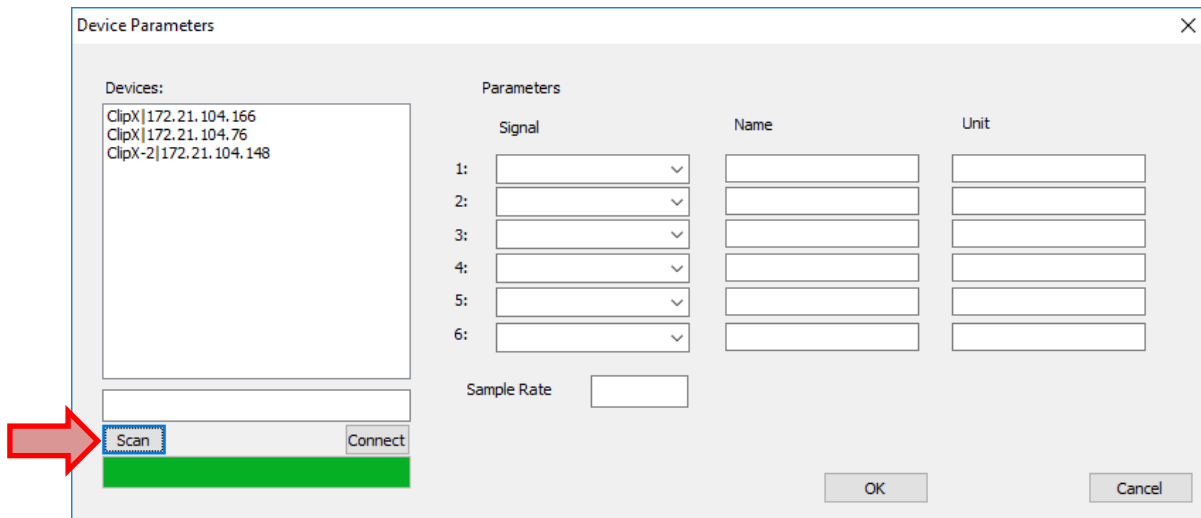 Device Parameters
Devices:
ClipX|172.21.104.166
ClipX|172.21.104.76
ClipX-2|172.21.104.148
Scan
Connect
Parameters
Signal
Name
Unit
1:
2:
3:
4:
5:
6:
Sample Rate
OK
Cancel